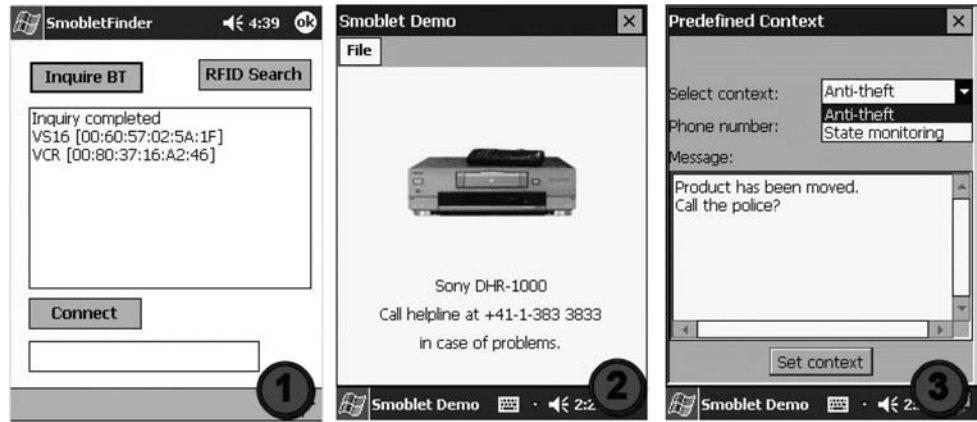 SmobletFinder 4:39 ok
Inquire BT RFID Search
Inquiry completed
VS16 [00:60:57:02:5A:1F]
VCR [00:80:37:16:A2:46]
Connect
1
Smoblet Demo
File
Sony DHR-1000
Call helpline at +41-1-383 3833
in case of problems.
Smoblet Demo
2
Predefined Context
Select context: Anti-theft
Anti-theft
Phone number: State monitoring
Message:
Product has been moved.
Call the police?
Set context
Smoblet Demo
3